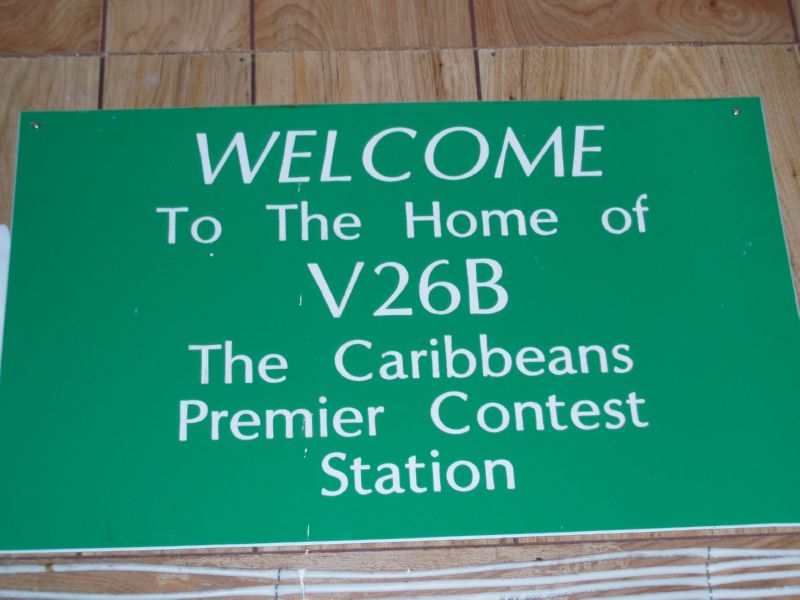 WELCOME
To The Home of
V26B
The Caribbeans
Premier Contest
Station